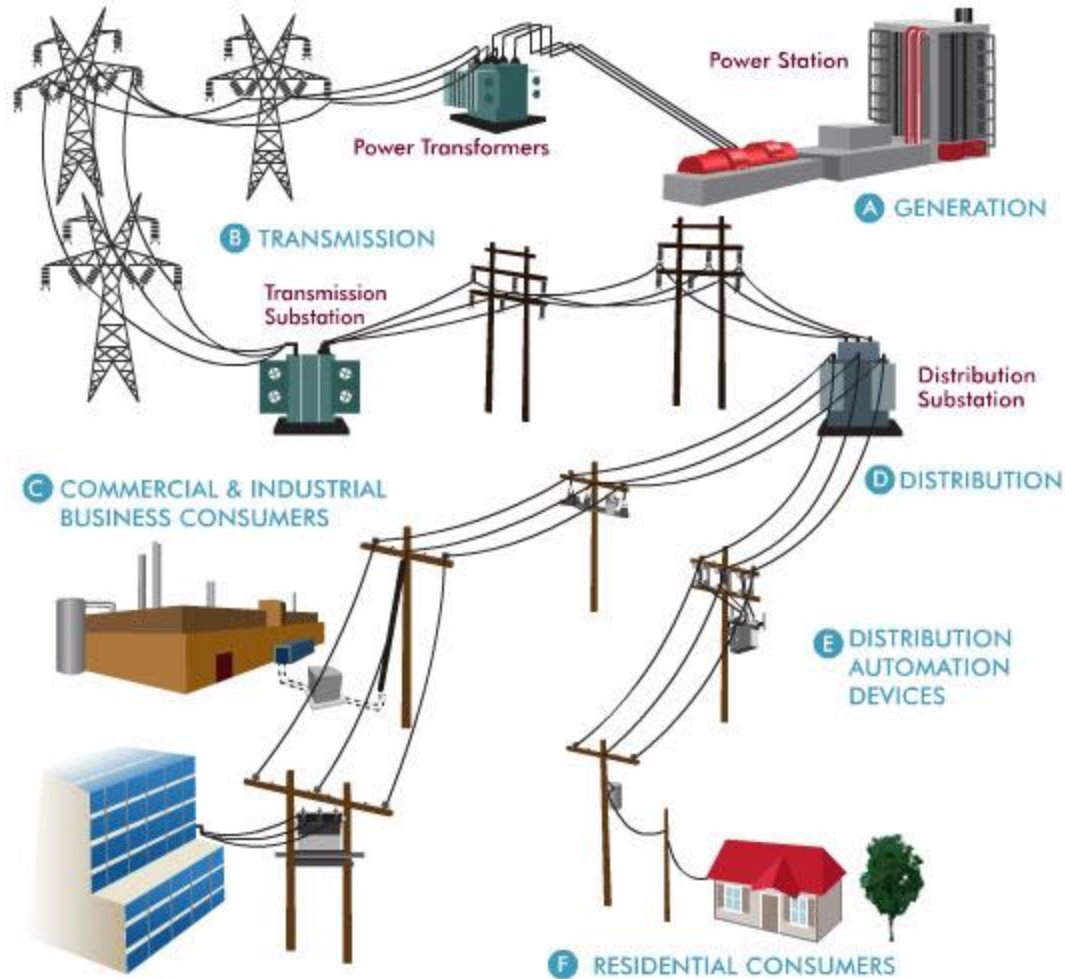 Power Station
Power Transformers
A GENERATION
B TRANSMISSION
Transmission
Substation
Distribution
Substation
C COMMERCIAL & INDUSTRIAL
BUSINESS CONSUMERS
D DISTRIBUTION
E DISTRIBUTION
AUTOMATION
DEVICES
F RESIDENTIAL CONSUMERS